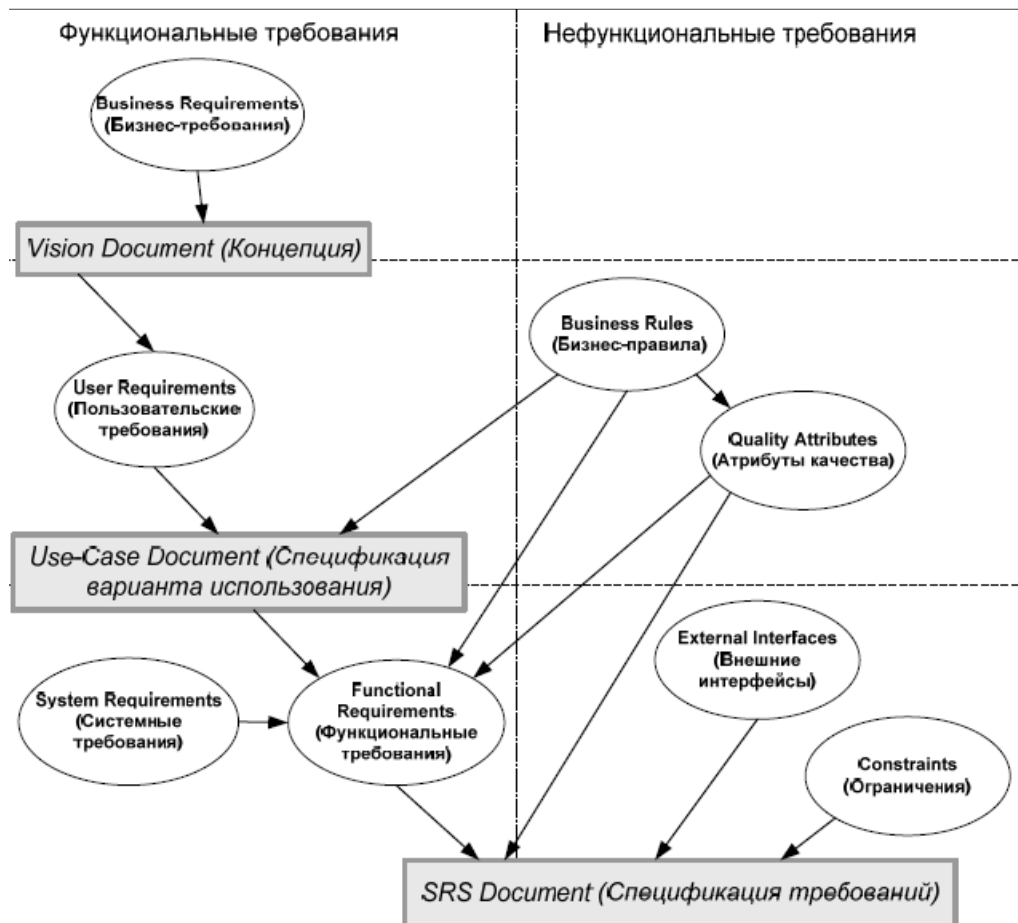 Функциональные требования
Нефункциональные требования
Business Requirements
(Бизнес-требования)
Vision Document (Концепция)
Business Rules
(Бизнес-правила)
User Requirements
(Пользовательские
требования)
Quality Attributes
(Атрибуты качества)
Use-Case Document (Спецификация
варианта использования)
External Interfaces
(Внешние
интерфейсы)
System Requirements
(Системные
требования)
Functional
Requirements
(Функциональные
требования)
Constraints
(Ограничения)
SRS Document (Спецификация требований)